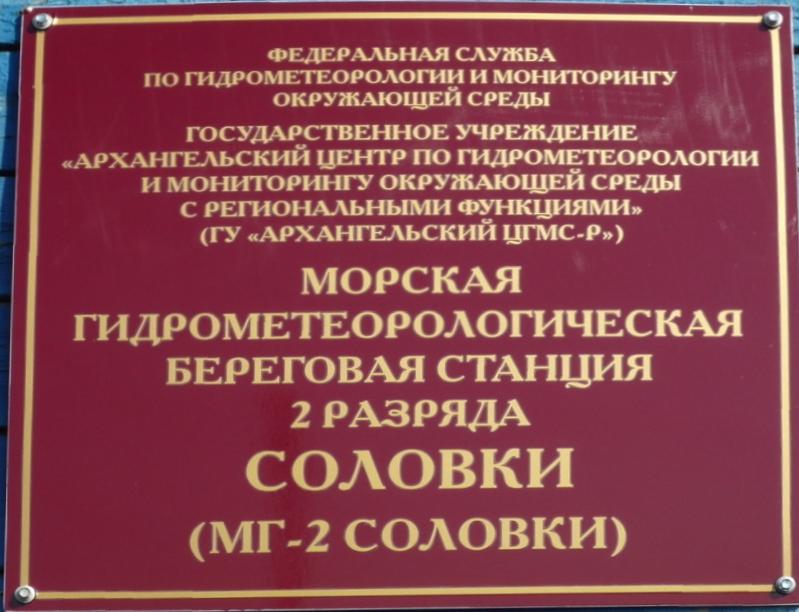 ФЕДЕРАЛЬНАЯ СЛУЖБА
ПО ГИДРОМЕТЕОРОЛОГИИ И МОНИТОРИНГУ
ОКРУЖАЮЩЕЙ СРЕДЫ
ГОСУДАРСТВЕННОЕ УЧРЕЖДЕНИЕ
«АРХАНГЕЛЬСКИЙ ЦЕНТР ПО ГИДРОМЕТЕОРОЛОГИИ
И МОНИТОРИНГУ ОКРУЖАЮЩЕЙ СРЕДЫ
С РЕГИОНАЛЬНЫМИ ФУНКЦИЯМИ»
(ГУ «АРХАНГЕЛЬСКИЙ ЦГМС-Р»)
МОРСКАЯ
ГИДРОМЕТЕОРОЛОГИЧЕСКАЯ
БЕРЕГОВАЯ СТАНЦИЯ
2 РАЗРЯДА
СОЛОВКИ
(МГ-2 СОЛОВКИ)